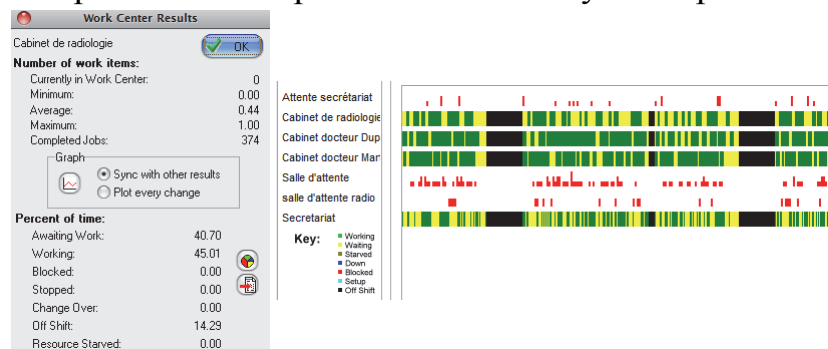 Work Center Results
Cabinet de radiologie
OK
Number of work items:
Currently in Work Center: 0
Minimum: 0.00
Average: 0.44
Maximum: 1.00
Completed Jobs: 374
Graph
Sync with other results
Plot every change
Percent of time:
Awaiting Work: 40.70
Working: 45.01
Blocked: 0.00
Stopped: 0.00
Change Over: 0.00
Off Shift: 14.29
Resource Starved: 0.00
Attente secrétariat
Cabinet de radiologie
Cabinet docteur Dup
Cabinet docteur Mar
Salle d'attente
salle d'attente radio
Secretariat
Key:
Working
Waiting
Starved
Down
Blocked
Setup
Off Shift